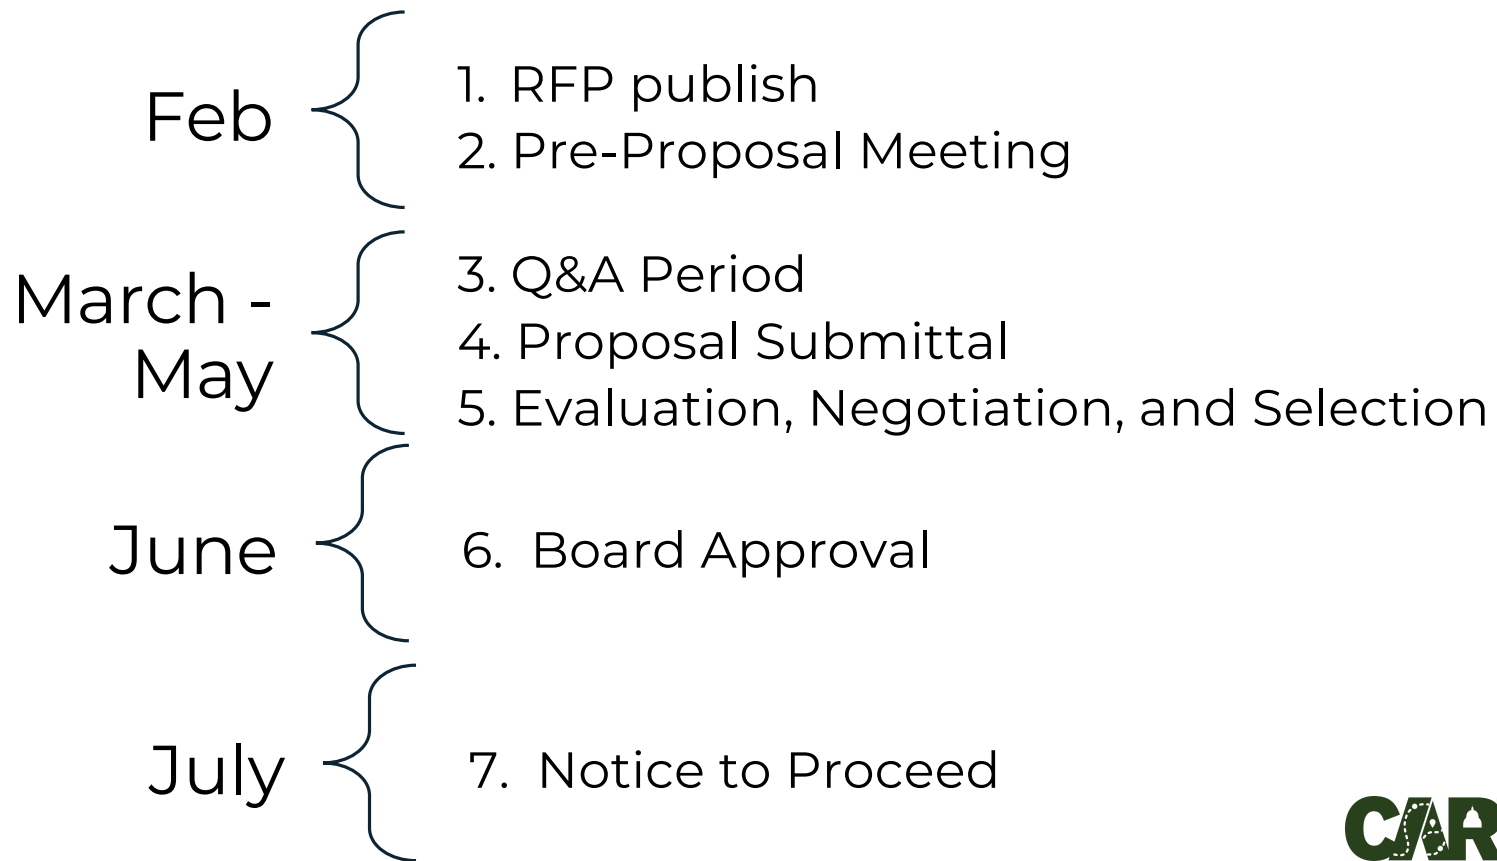 Feb
1. RFP publish
2. Pre-Proposal Meeting
March -
May
3. Q&A Period
4. Proposal Submittal
5. Evaluation, Negotiation, and Selection
June
6. Board Approval
July
7. Notice to Proceed
CAR